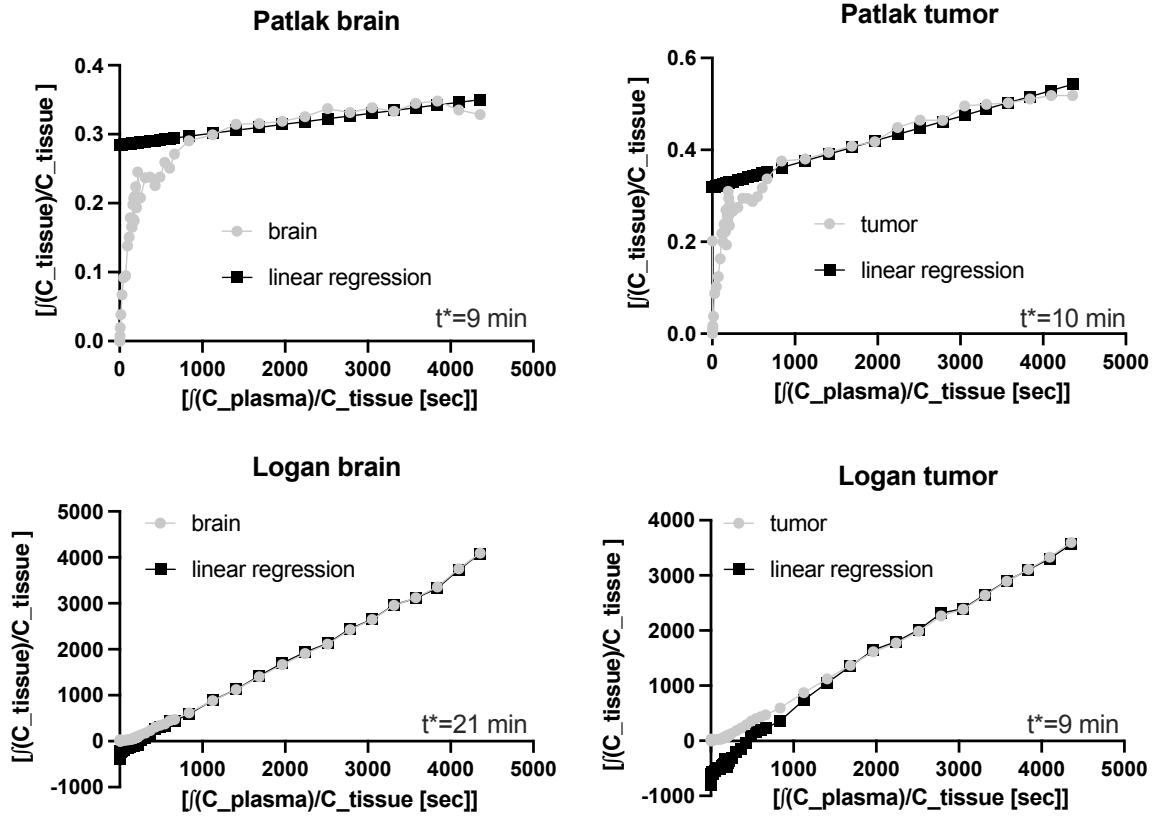 Patlak brain
0.4
0.3
0.2
0.1
0.0
[∫(C_tissue)/C_tissue ]
brain
linear regression
t*=9 min
0 1000 2000 3000 4000 5000
[∫(C_plasma)/C_tissue [sec]]
Patlak tumor
0.6
0.4
0.2
0.0
[∫(C_tissue)/C_tissue ]
tumor
linear regression
t*=10 min
0 1000 2000 3000 4000 5000
[∫(C_plasma)/C_tissue [sec]]
Logan brain
5000
4000
3000
2000
1000
0
-1000
[∫(C_tissue)/C_tissue ]
brain
linear regression
t*=21 min
1000 2000 3000 4000 5000
[∫(C_plasma)/C_tissue [sec]]
Logan tumor
4000
3000
2000
1000
0
-1000
[∫((C_tissue)/C_tissue ]
tumor
linear regression
t*=9 min
1000 2000 3000 4000 5000
[∫(C_plasma)/C_tissue [sec]]